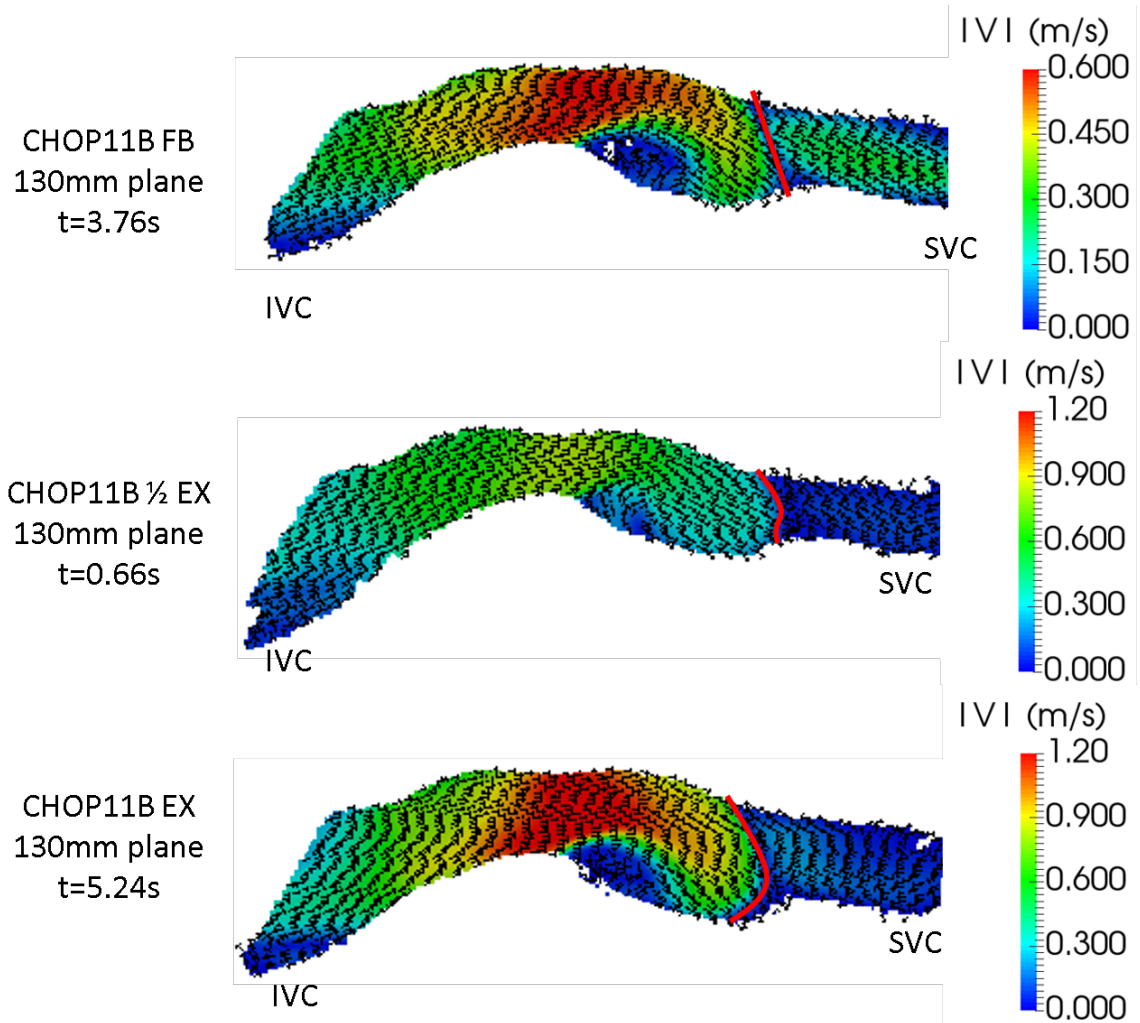 |V| (m/s)
0.600
0.450
0.300
0.150
0.000
CHOP11B FB
130mm plane
t=3.76s
SVC
IVC
|V| (m/s)
1.20
0.900
0.600
0.300
0.000
CHOP11B ½ EX
130mm plane
t=0.66s
SVC
IVC
|V| (m/s)
1.20
0.900
0.600
0.300
0.000
CHOP11B EX
130mm plane
t=5.24s
SVC
IVC